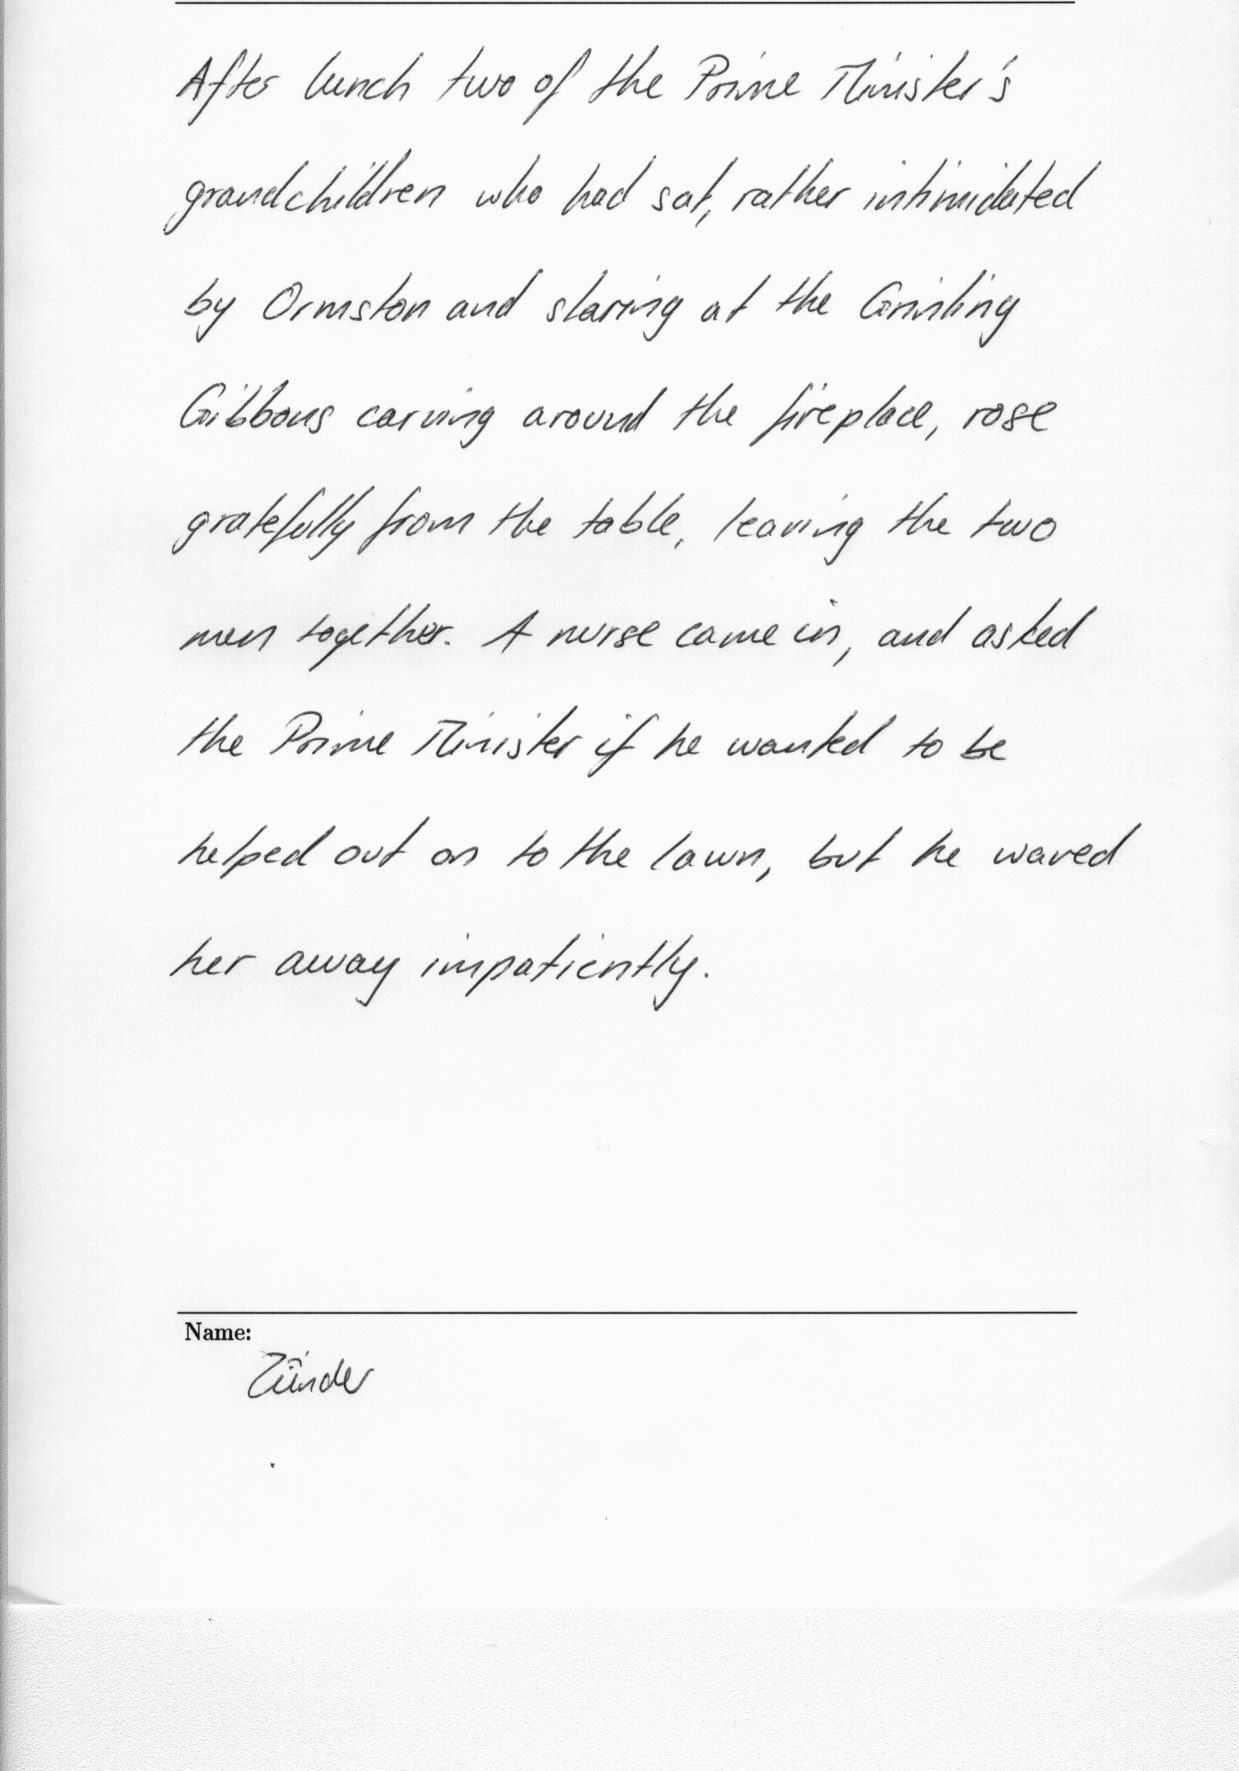 After lunch two of the Prime Minister's
grandchildren who had sat, rather intimidated
by Ormston and staring at the Grinling
Gibbons carving around the fireplace, rose
gratefully from the table, leaving the two
men together. A nurse came in, and asked
the Prime Minister if he wanted to be
helped out on to the lawn, but he waved
her away impatiently.
Name:
Zünder